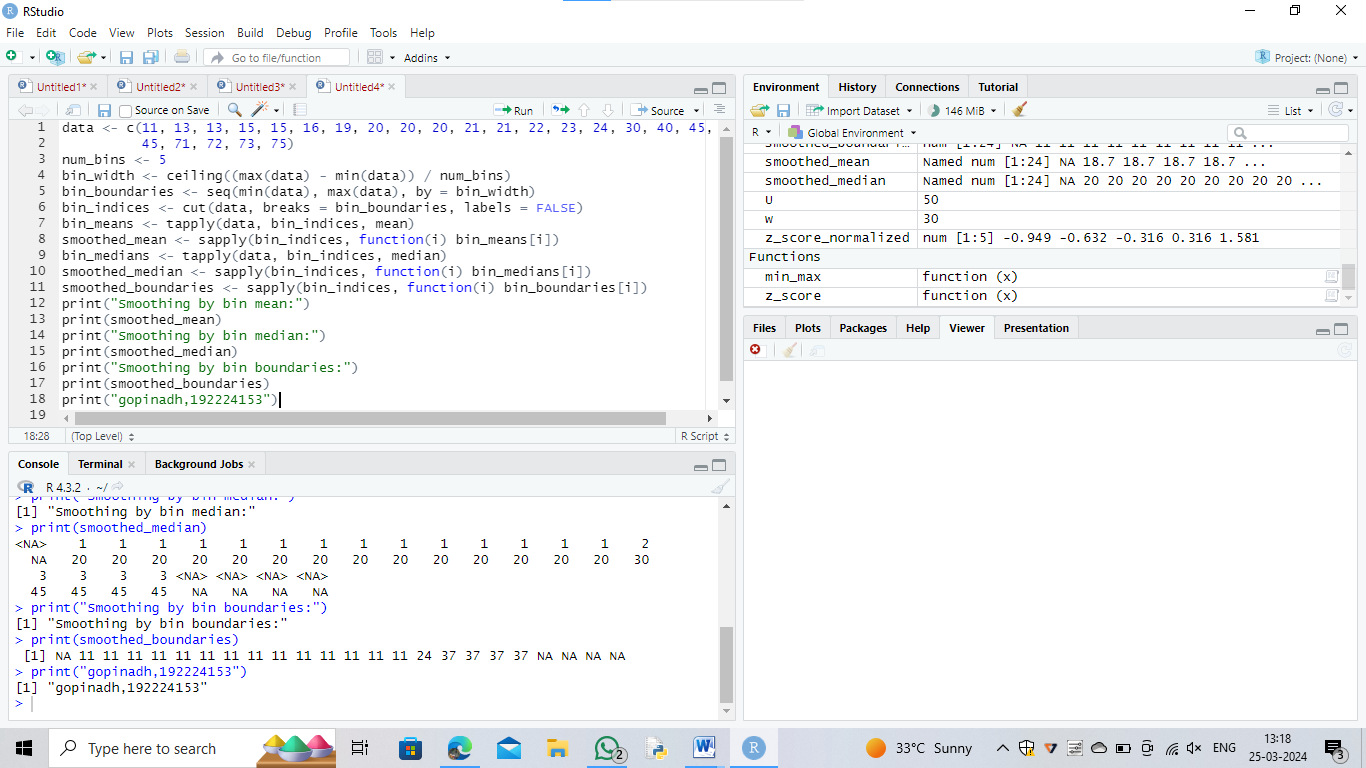 RStudio
File Edit Code View Plots Session Build Debug Profile Tools Help
Go to file/function Addins Project: (None)
Untitled1* Untitled2* Untitled3* Untitled4*
Source on Save Run Source
1 data <- c(11, 13, 13, 15, 15, 16, 19, 20, 20, 20, 21, 21, 22, 23, 24, 30, 40, 45,
2 45, 71, 72, 73, 75)
3 num_bins <- 5
4 bin_width <- ceiling((max(data) - min(data)) / num_bins)
5 bin_boundaries <- seq(min(data), max(data), by = bin_width)
6 bin_indices <- cut(data, breaks = bin_boundaries, labels = FALSE)
7 bin_means <- tapply(data, bin_indices, mean)
8 smoothed_mean <- sapply(bin_indices, function(i) bin_means[i])
9 bin_medians <- tapply(data, bin_indices, median)
10 smoothed_median <- sapply(bin_indices, function(i) bin_medians[i])
11 smoothed_boundaries <- sapply(bin_indices, function(i) bin_boundaries[i])
12 print("Smoothing by bin mean:")
13 print(smoothed_mean)
14 print("Smoothing by bin median:")
15 print(smoothed_median)
16 print("Smoothing by bin boundaries:")
17 print(smoothed_boundaries)
18 print("gopinadh,192224153")
19
18:28 (Top Level) R Script
Console Terminal Background Jobs
R 4.3.2 · ~/
> print("Smoothing by bin median:")
[1] "Smoothing by bin median:"
> print(smoothed_median)
<NA> 1 1 1 1 1 1 1 1 1 1 1 1 1 1 2
NA 20 20 20 20 20 20 20 20 20 20 20 20 20 20 30
3 3 3 3 <NA> <NA> <NA> <NA>
45 45 45 45 NA NA NA NA
> print("Smoothing by bin boundaries:")
[1] "Smoothing by bin boundaries:"
> print(smoothed_boundaries)
[1] NA 11 11 11 11 11 11 11 11 11 11 11 11 11 11 24 37 37 37 37 NA NA NA NA
> print("gopinadh,192224153")
[1] "gopinadh,192224153"
>
Environment History Connections Tutorial
Import Dataset 146 MiB List
R Global Environment
smoothed_mean Named num [1:24] NA 18.7 18.7 18.7 18.7 ...
smoothed_median Named num [1:24] NA 20 20 20 20 20 20 20 20 20 ...
U 50
w 30
z_score_normalized num [1:5] -0.949 -0.632 -0.316 0.316 1.581
Functions
min_max function (x)
z_score function (x)
Files Plots Packages Help Viewer Presentation
Type here to search
2
33°C Sunny
ENG
13:18
25-03-2024
3